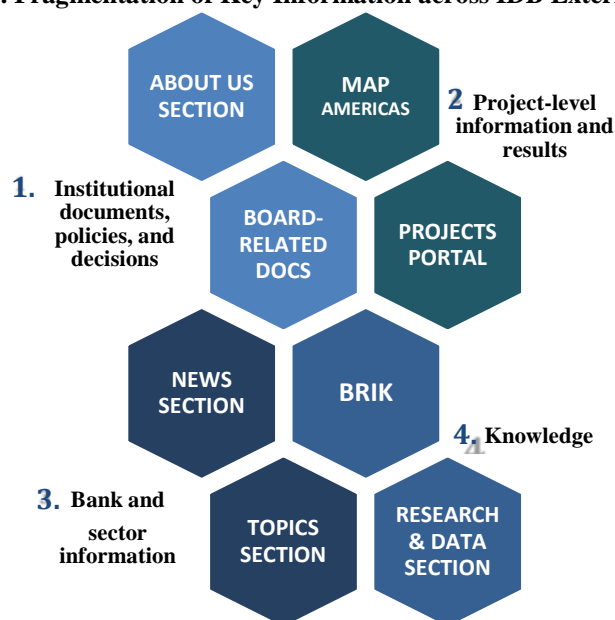 . Fragmentation of Key Information across IDB Extern
ABOUT US
SECTION
MAP
AMERICAS
2 Project-level
information and
results
1. Institutional
documents,
policies, and
decisions
BOARD-
RELATED
DOCS
PROJECTS
PORTAL
NEWS
SECTION
BRIK
4. Knowledge
3. Bank and
sector
information
TOPICS
SECTION
RESEARCH
& DATA
SECTION